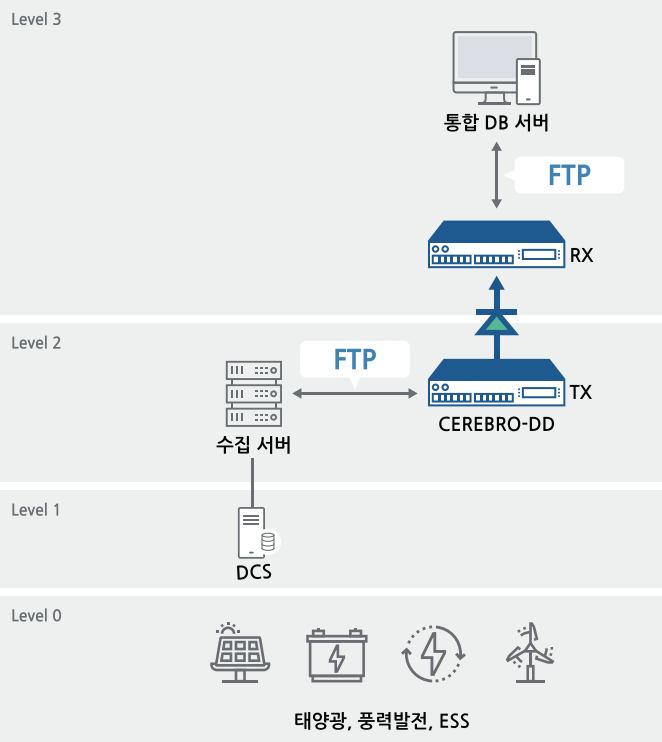 Level 3
통합 DB 서버
FTP
RX
Level 2
FTP
TX
CEREBRO-DD
수집 서버
Level 1
DCS
Level 0
태양광, 풍력발전, ESS